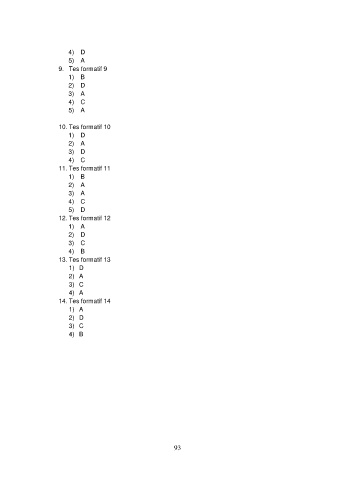 4) D
5) A
9. Tes formatif 9
1) B
2) D
3) A
4) C
5) A
10. Tes formatif 10
1) D
2) A
3) D
4) C
11. Tes formatif 11
1) B
2) A
3) A
4) C
5) D
12. Tes formatif 12
1) A
2) D
3) C
4) B
13. Tes formatif 13
1) D
2) A
3) C
4) A
14. Tes formatif 14
1) A
2) D
3) C
4) B
93